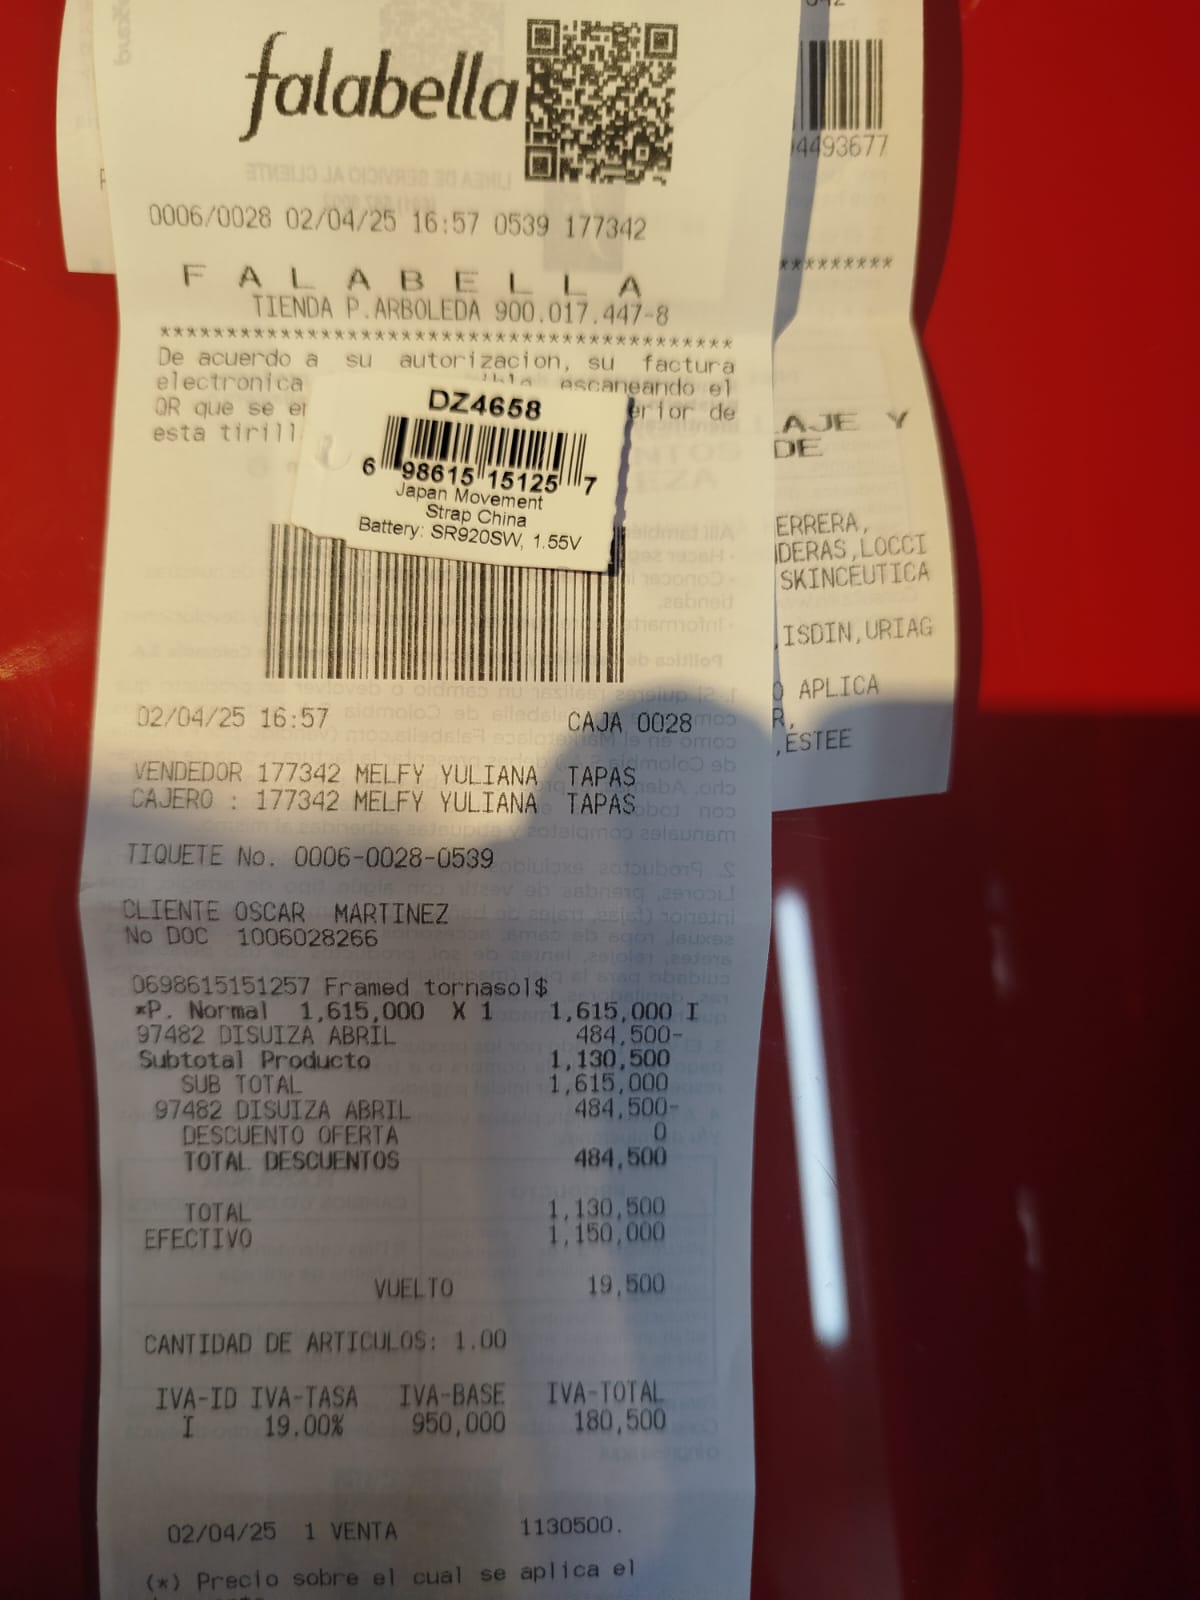 falabella
0006/0028 02/04/25 16:57 0539 177342
F A L A B E L L A
TIENDA P.ARBOLEDA 900.017.447-8
*********************************************
De acuerdo a su autorizacion, su factura
electronica escaneando el
QR que se
esta
DZ4658
6 98615 15125 7
Japan Movement
Strap China
Battery: SR920SW, 1.55V
02/04/25 16:57 CAJA 0028
VENDEDOR 177342 MELFY YULIANA TAPAS
CAJERO : 177342 MELFY YULIANA TAPAS
TIQUETE No. 0006-0028-0539
CLIENTE OSCAR MARTINEZ
No DOC 1006028266
0698615151257 Framed tornasol$
*P. Normal 1,615,000 X 1 1,615,000 I
97482 DISUIZA ABRIL 484,500-
Subtotal Producto 1,130,500
SUB TOTAL 1,615,000
97482 DISUIZA ABRIL 484,500-
DESCUENTO OFERTA 0
TOTAL DESCUENTOS 484,500
TOTAL 1,130,500
EFECTIVO 1,150,000
VUELTO 19,500
CANTIDAD DE ARTICULOS: 1.00
IVA-ID IVA-TASA IVA-BASE IVA-TOTAL
I 19.00% 950,000 180,500
02/04/25 1 VENTA 1130500.
(*) Precio sobre el cual se aplica el
4493677
**********
AJE Y
DE
ERRERA,
DERAS,LOCCI
SKINCEUTICA
,ISDIN,URIAG
O APLICA
R,
,ESTEE